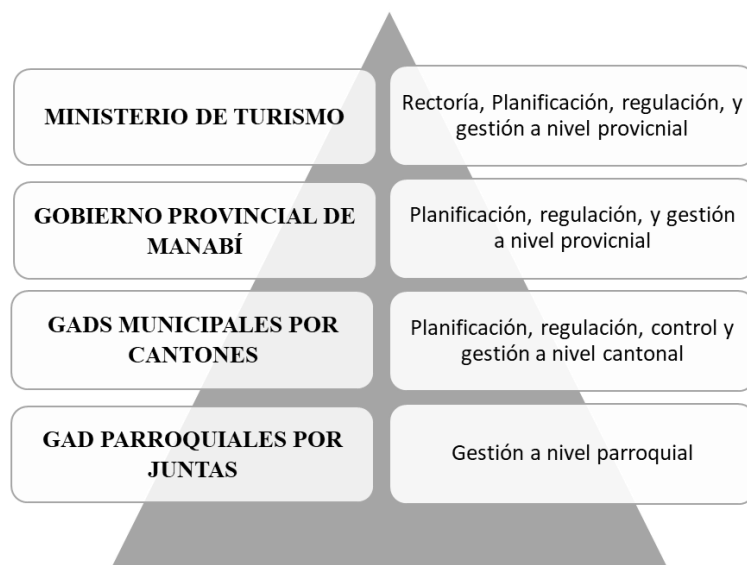 MINISTERIO DE TURISMO
Rectoría, Planificación, regulación, y
gestión a nivel provicnial
GOBIERNO PROVINCIAL DE
MANABÍ
Planificación, regulación, y gestión
a nivel provicnial
GADS MUNICIPALES POR
CANTONES
Planificación, regulación, control y
gestión a nivel cantonal
GAD PARROQUIALES POR
JUNTAS
Gestión a nivel parroquial